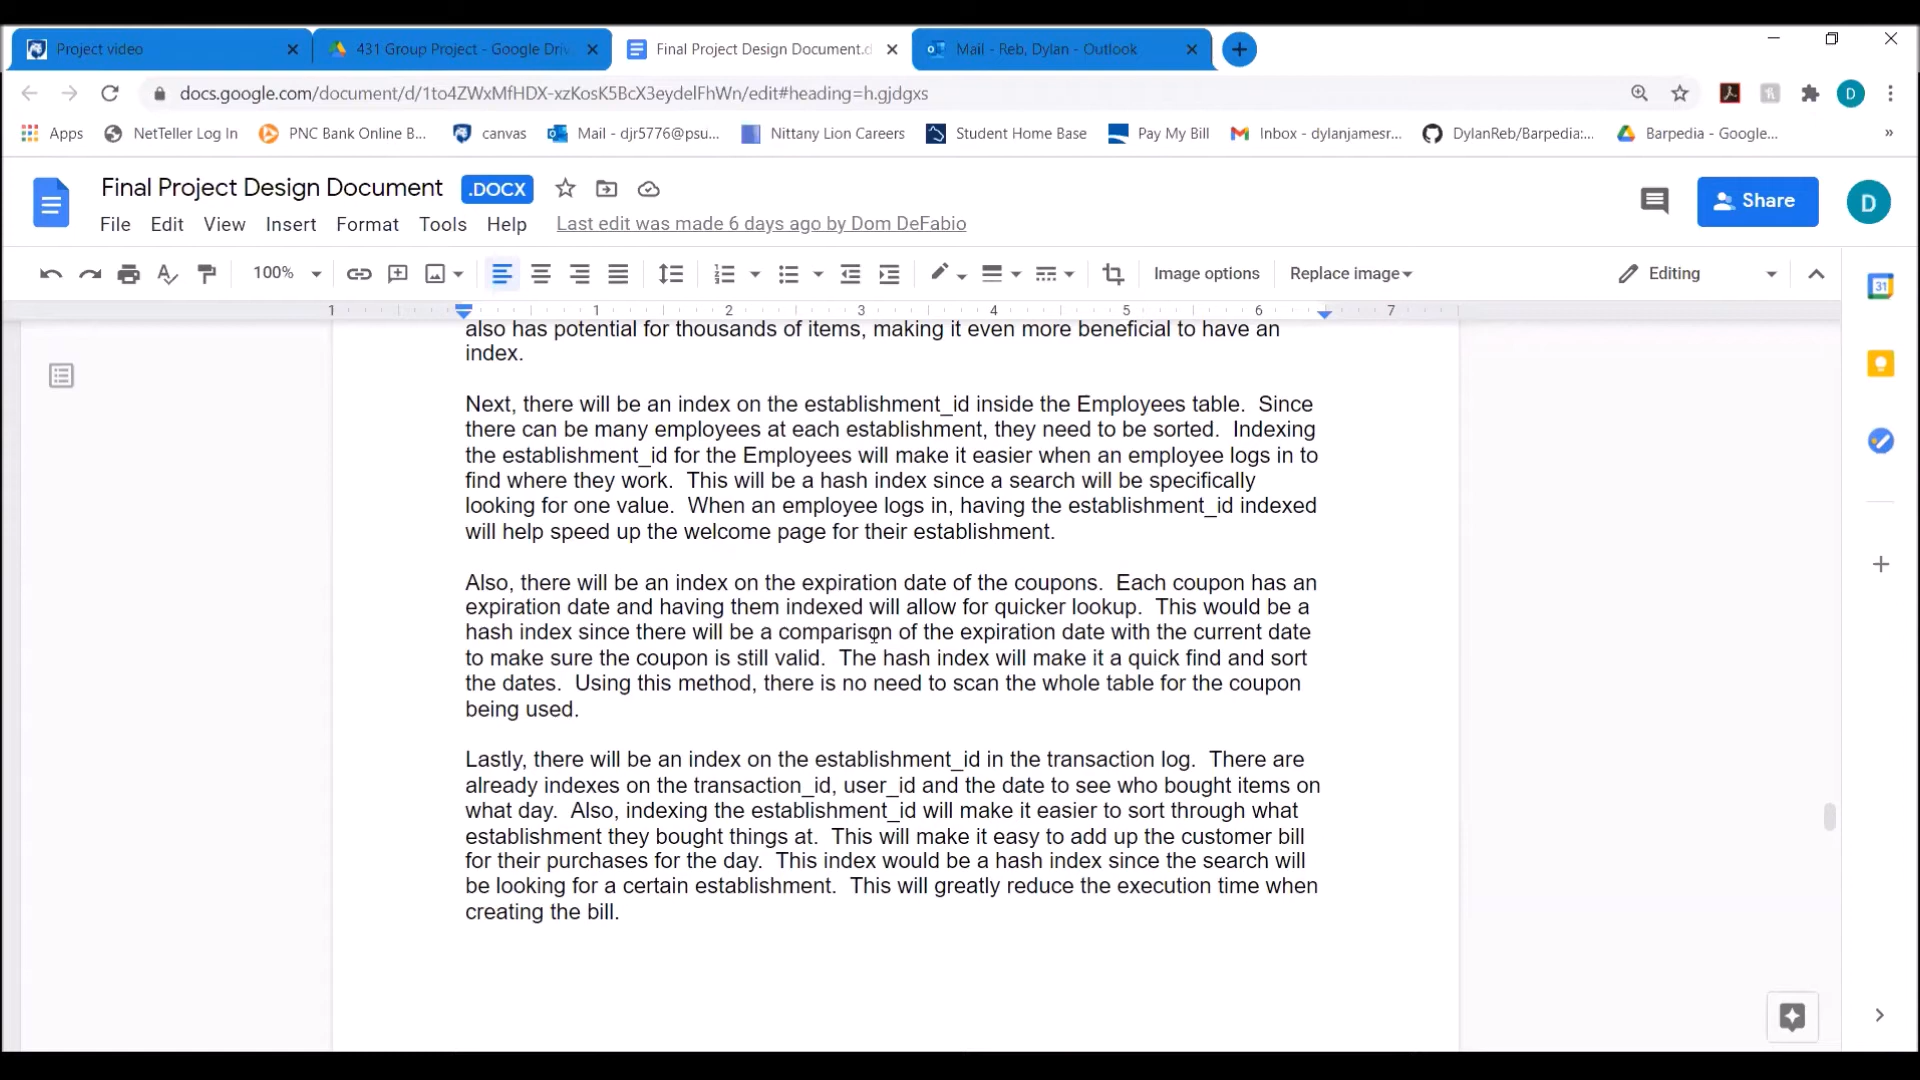 Project video
431 Group Project - Google Driv
Final Project Design Document.d
Mail - Reb, Dylan - Outlook
docs.google.com/document/d/1to4ZWxMfHDX-xzKosK5BcX3eydelFhWn/edit#heading=h.gjdgxs
D
Apps
NetTeller Log In
PNC Bank Online B...
canvas
Mail - djr5776@psu...
Nittany Lion Careers
Student Home Base
Pay My Bill
Inbox - dylanjamesr...
DylanReb/Barpedia:...
Barpedia - Google...
Final Project Design Document
.DOCX
Share
D
File Edit View Insert Format Tools Help
Last edit was made 6 days ago by Dom DeFabio
100%
Image options
Replace image
Editing
31
1 1 2 3 4 5 6 7
also has potential for thousands of items, making it even more beneficial to have an
index.
Next, there will be an index on the establishment_id inside the Employees table.  Since
there can be many employees at each establishment, they need to be sorted.  Indexing
the establishment_id for the Employees will make it easier when an employee logs in to
find where they work.  This will be a hash index since a search will be specifically
looking for one value.  When an employee logs in, having the establishment_id indexed
will help speed up the welcome page for their establishment.
Also, there will be an index on the expiration date of the coupons.  Each coupon has an
expiration date and having them indexed will allow for quicker lookup.  This would be a
hash index since there will be a comparison of the expiration date with the current date
to make sure the coupon is still valid.  The hash index will make it a quick find and sort
the dates.  Using this method, there is no need to scan the whole table for the coupon
being used.
Lastly, there will be an index on the establishment_id in the transaction log.  There are
already indexes on the transaction_id, user_id and the date to see who bought items on
what day.  Also, indexing the establishment_id will make it easier to sort through what
establishment they bought things at.  This will make it easy to add up the customer bill
for their purchases for the day.  This index would be a hash index since the search will
be looking for a certain establishment.  This will greatly reduce the execution time when
creating the bill.